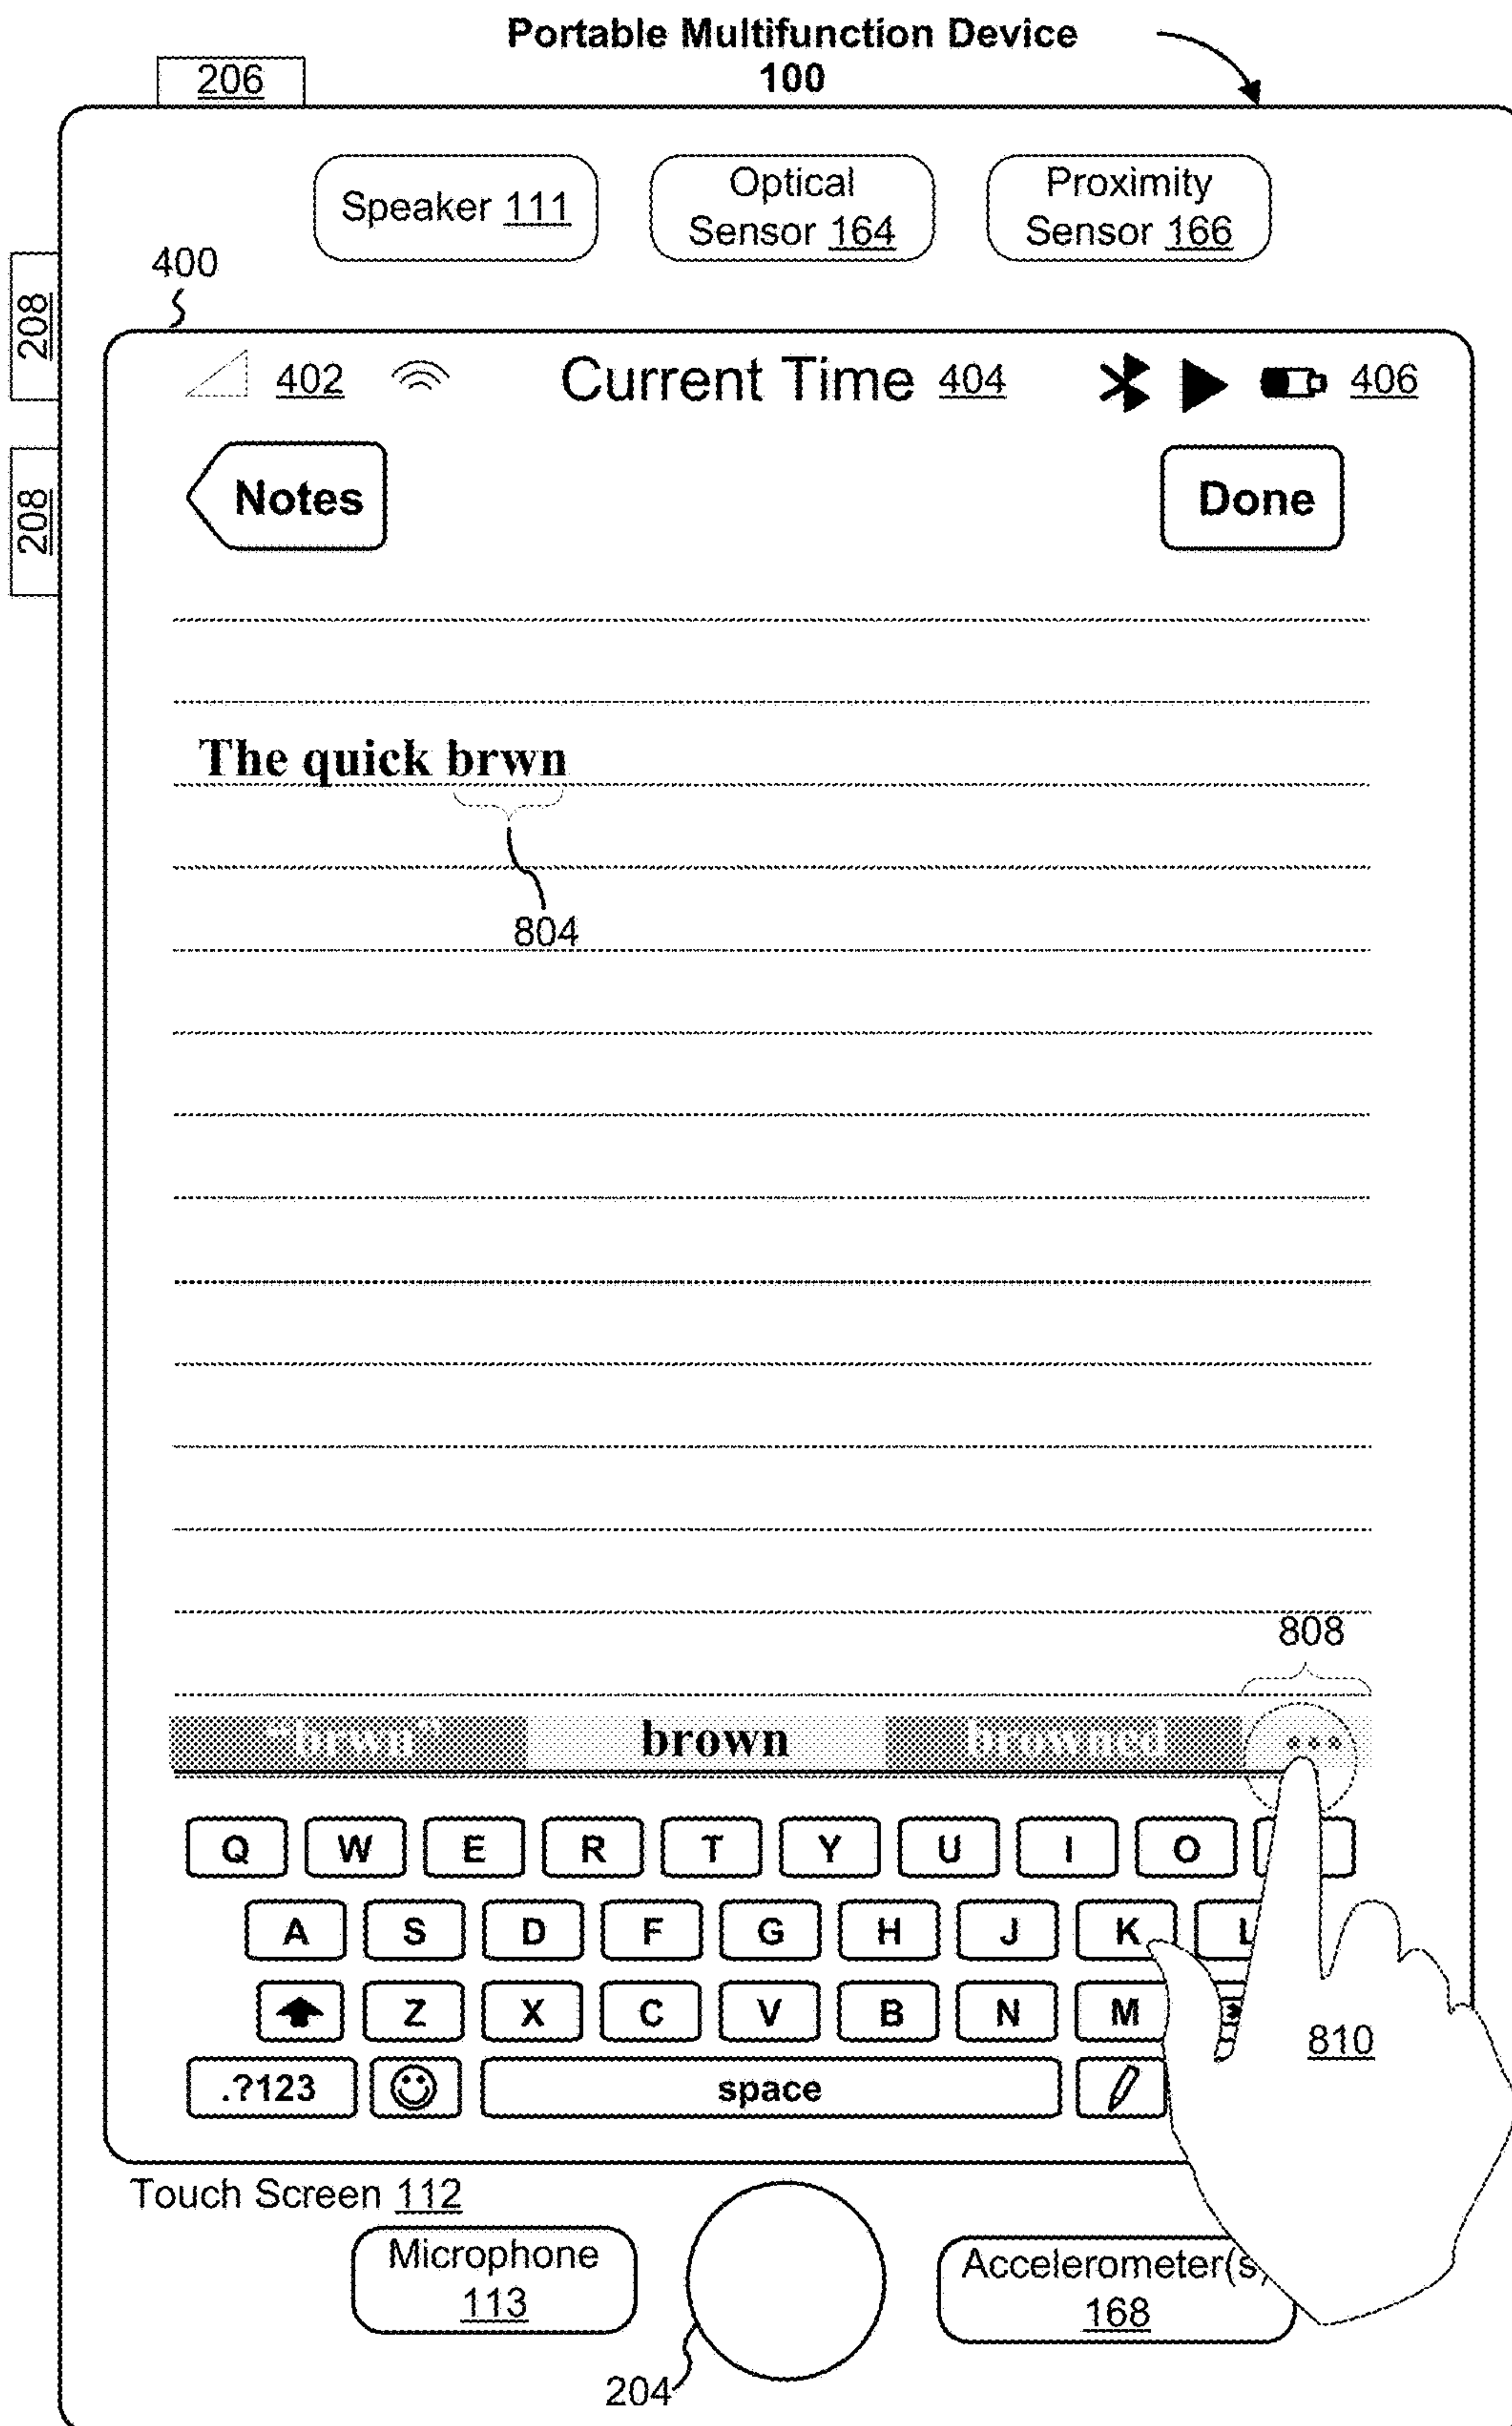 Portable Multifunction Device
100
206
Speaker 111
Optical
Sensor 164
Proximity
Sensor 166
400
208
208
402
Current Time 404
406
Notes
Done
The quick brwn
804
808
"brwn"
brown
browned
...
Q W E R T Y U I O
A S D F G H J K L
Z X C V B N M
.?123
space
810
Touch Screen 112
Microphone
113
Accelerometer(s)
168
204